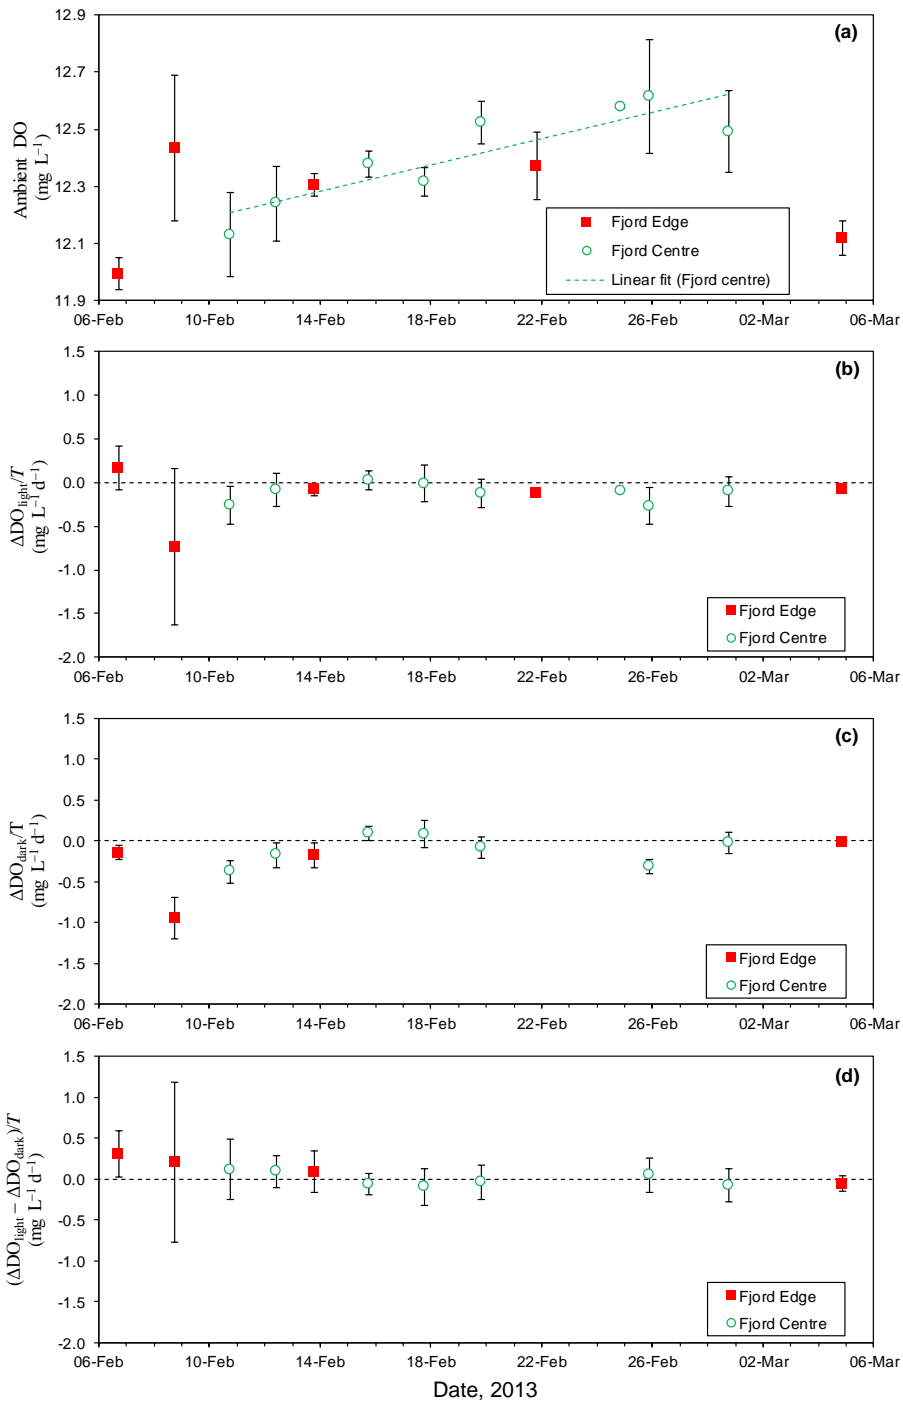 (a)
Ambient DO
(mg L⁻¹)
12.9
12.7
12.5
12.3
12.1
11.9
Fjord Edge
Fjord Centre
Linear fit (Fjord centre)
06-Feb 10-Feb 14-Feb 18-Feb 22-Feb 26-Feb 02-Mar 06-Mar
(b)
ΔDO_light/T
(mg L⁻¹ d⁻¹)
1.5
1.0
0.5
0.0
-0.5
-1.0
-1.5
-2.0
Fjord Edge
Fjord Centre
06-Feb 10-Feb 14-Feb 18-Feb 22-Feb 26-Feb 02-Mar 06-Mar
(c)
ΔDO_dark/T
(mg L⁻¹ d⁻¹)
1.5
1.0
0.5
0.0
-0.5
-1.0
-1.5
-2.0
Fjord Edge
Fjord Centre
06-Feb 10-Feb 14-Feb 18-Feb 22-Feb 26-Feb 02-Mar 06-Mar
(d)
(ΔDO_light − ΔDO_dark)/T
(mg L⁻¹ d⁻¹)
1.5
1.0
0.5
0.0
-0.5
-1.0
-1.5
-2.0
Fjord Edge
Fjord Centre
06-Feb 10-Feb 14-Feb 18-Feb 22-Feb 26-Feb 02-Mar 06-Mar
Date, 2013